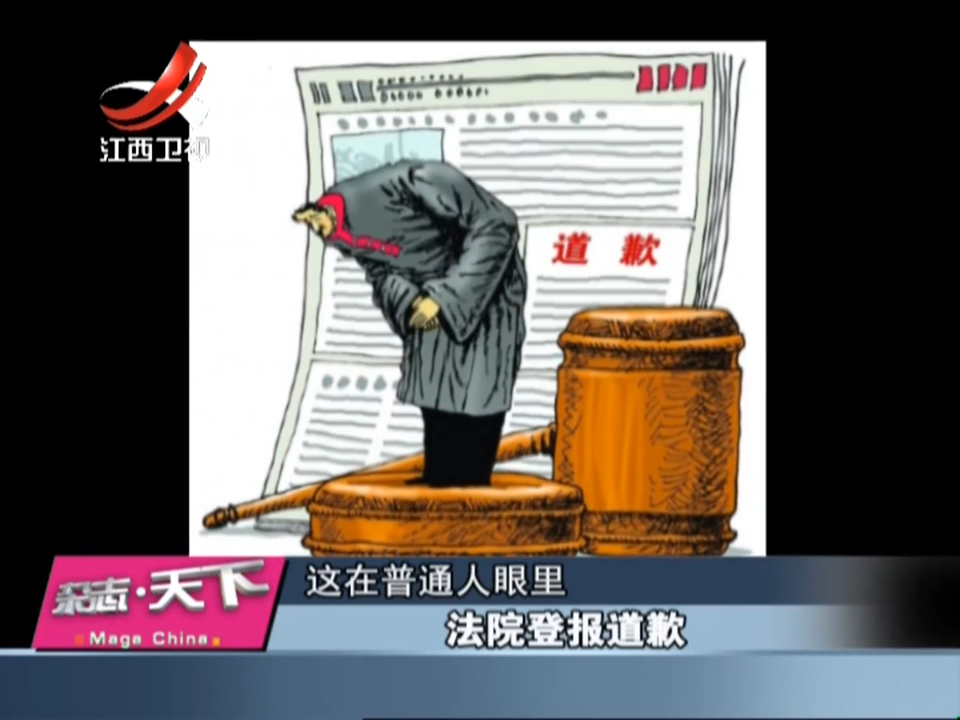 江西卫视
道 歉
杂志·天下
Maga China
这在普通人眼里
法院登报道歉